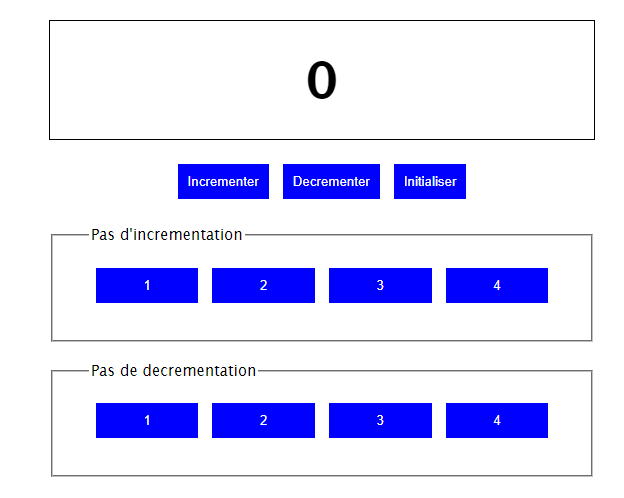 0
Incrementer Decrementer Initialiser
Pas d'incrementation
1 2 3 4
Pas de decrementation
1 2 3 4